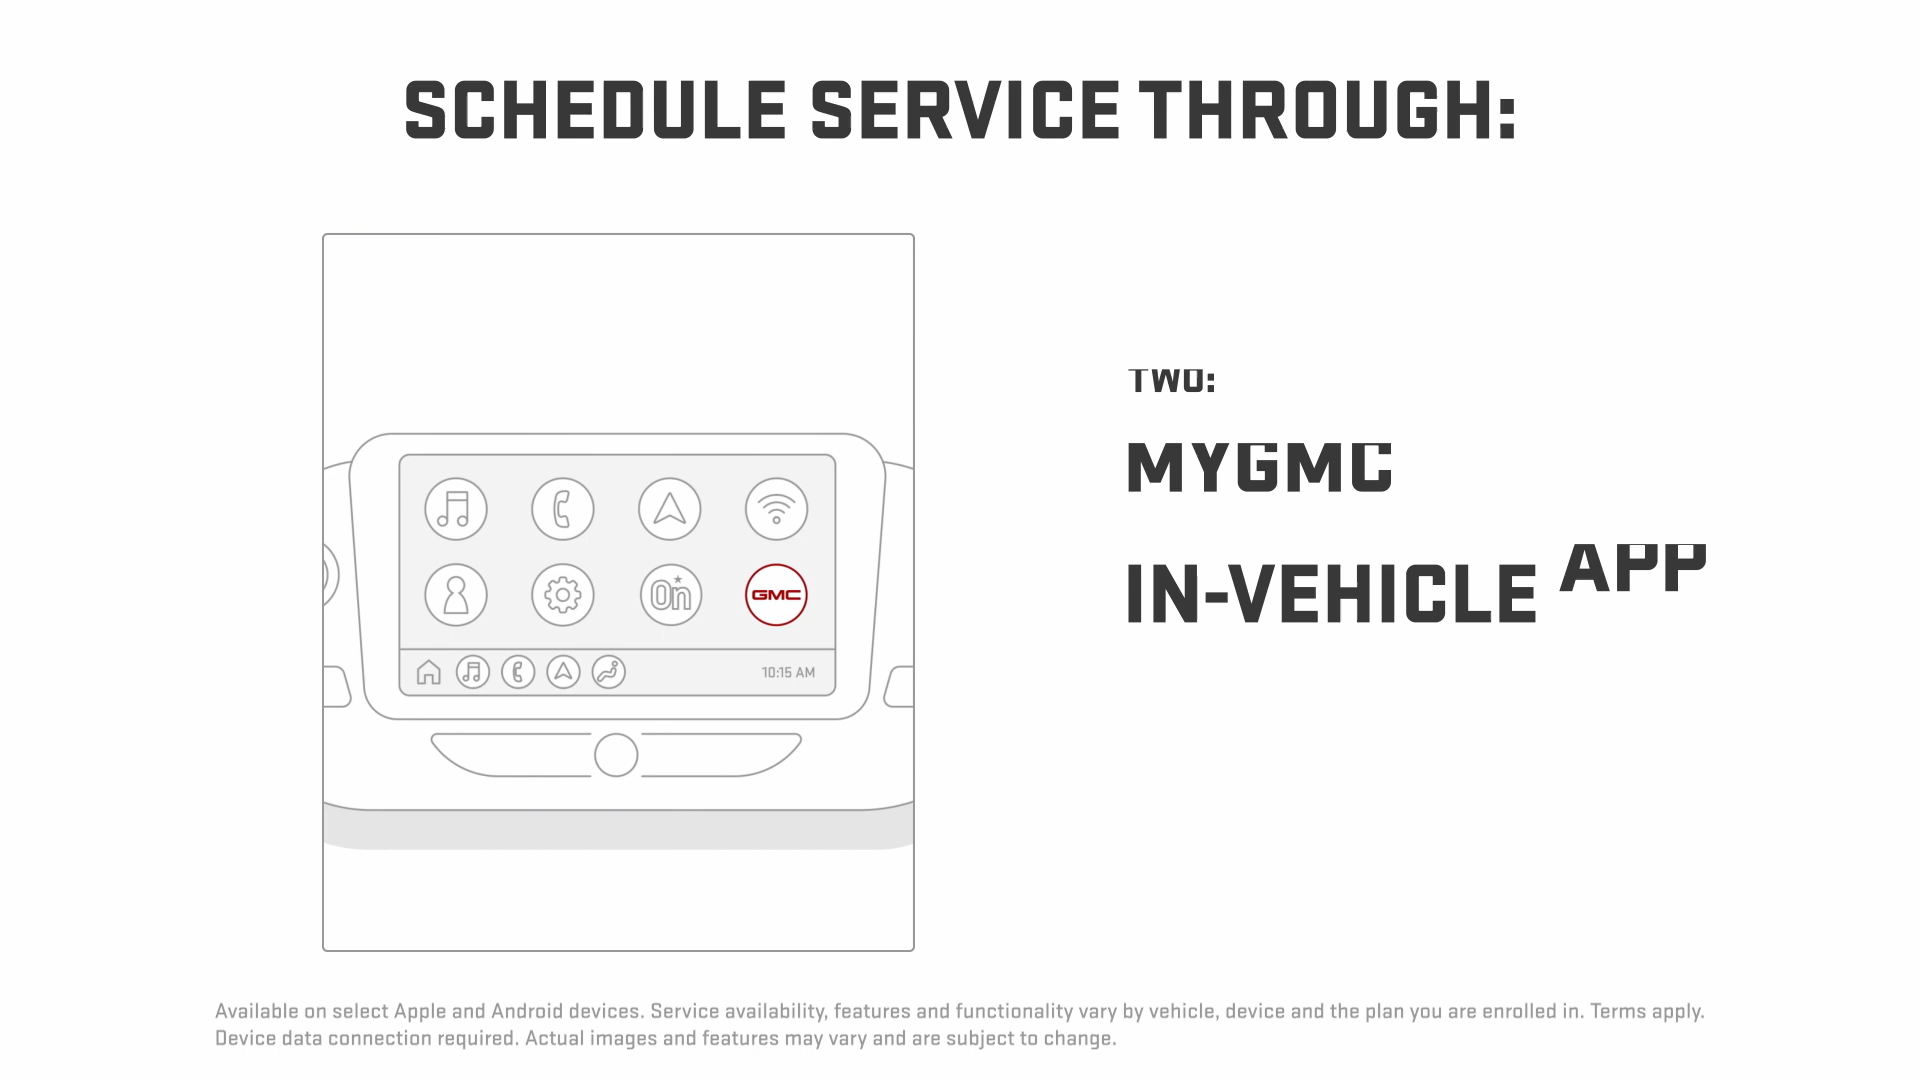 SCHEDULE SERVICE THROUGH:
TWO:
MYGMC
IN-VEHICLE APP
On
GMC
10:15 AM
Available on select Apple and Android devices. Service availability, features and functionality vary by vehicle, device and the plan you are enrolled in. Terms apply.
Device data connection required. Actual images and features may vary and are subject to change.